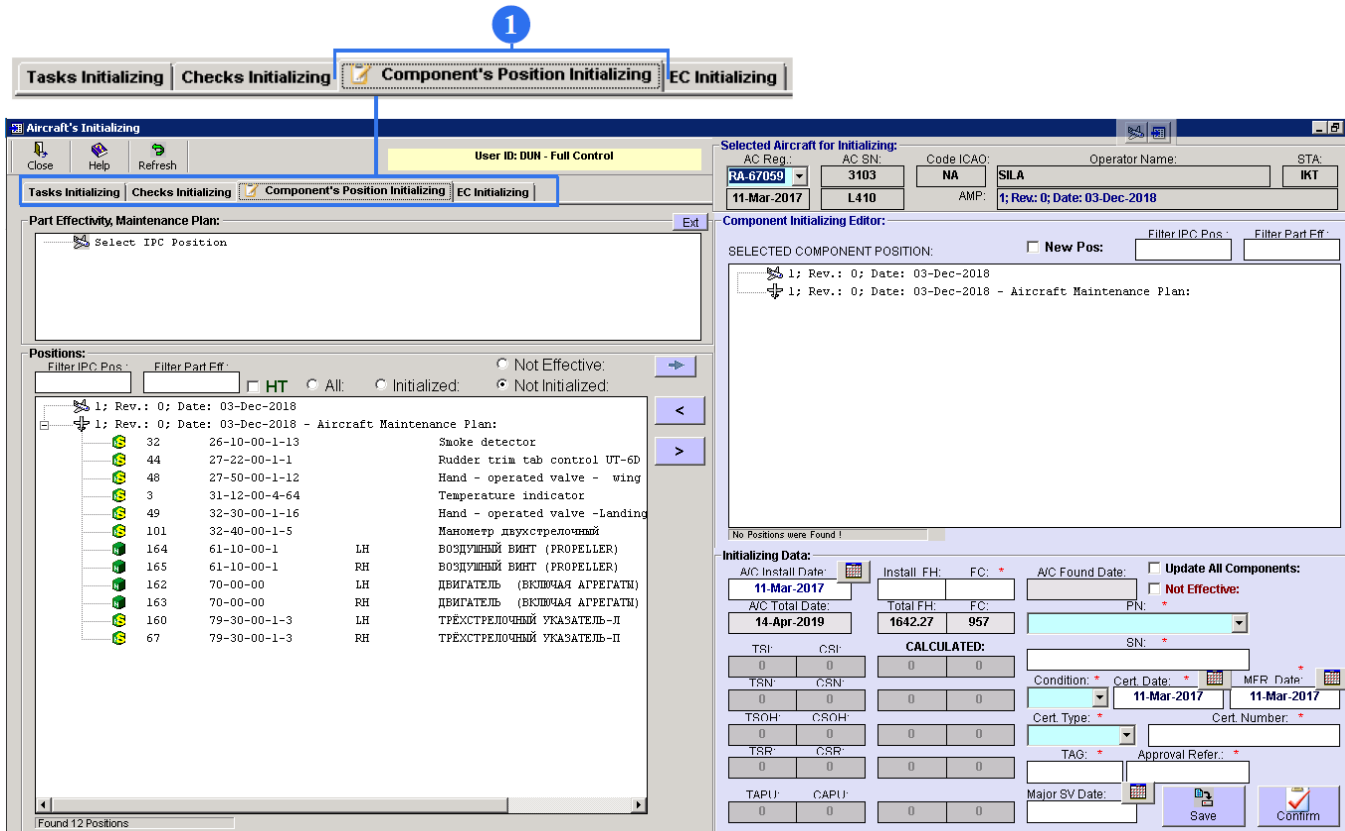 1
Tasks Initializing Checks Initializing Component's Position Initializing EC Initializing
Aircraft's Initializing
Close Help Refresh
User ID: DUN - Full Control
Tasks Initializing Checks Initializing Component's Position Initializing EC Initializing
Part Effectivity, Maintenance Plan: Ext
Select IPC Position
Positions:
Filter IPC Pos.: Filter Part Eff.:
Not Effective:
HT All: Initialized: Not Initialized:
<
>
1; Rev.: 0; Date: 03-Dec-2018
1; Rev.: 0; Date: 03-Dec-2018 - Aircraft Maintenance Plan:
32 26-10-00-1-13 Smoke detector
44 27-22-00-1-1 Rudder trim tab control UT-6D
48 27-50-00-1-12 Hand - operated valve - wing
3 31-12-00-4-64 Temperature indicator
49 32-30-00-1-16 Hand - operated valve -Landing
101 32-40-00-1-5 Манометр двухстрелочный
164 61-10-00-1 LH ВОЗДУШНЫЙ ВИНТ (PROPELLER)
165 61-10-00-1 RH ВОЗДУШНЫЙ ВИНТ (PROPELLER)
162 70-00-00 LH ДВИГАТЕЛЬ (ВКЛЮЧАЯ АГРЕГАТЫ)
163 70-00-00 RH ДВИГАТЕЛЬ (ВКЛЮЧАЯ АГРЕГАТЫ)
160 79-30-00-1-3 LH ТРЁХСТРЕЛОЧНЫЙ УКАЗАТЕЛЬ-Л
67 79-30-00-1-3 RH ТРЁХСТРЕЛОЧНЫЙ УКАЗАТЕЛЬ-П
Found 12 Positions
Selected Aircraft for Initializing:
AC Reg.: AC SN: Code ICAO: Operator Name: STA:
RA-67059 3103 NA SILA IKT
11-Mar-2017 L410 AMP: 1; Rev.: 0; Date: 03-Dec-2018
Component Initializing Editor:
Filter IPC Pos.: Filter Part Eff.:
SELECTED COMPONENT POSITION: New Pos:
1; Rev.: 0; Date: 03-Dec-2018
1; Rev.: 0; Date: 03-Dec-2018 - Aircraft Maintenance Plan:
No Positions were Found !
Initializing Data:
A/C Install Date: Install FH: FC: * A/C Found Date: Update All Components:
11-Mar-2017 Not Effective:
A/C Total Date: Total FH: FC: PN: *
14-Apr-2019 1642.27 957
TSI: CSI: CALCULATED: SN: *
0 0 0 0
TSN: CSN: Condition: * Cert. Date: * MFR. Date: *
0 0 0 0 11-Mar-2017 11-Mar-2017
TSOH: CSOH: Cert. Type: * Cert. Number: *
0 0 0 0
TSR: CSR: TAG: * Approval Refer.: *
0 0 0 0
TAPU: CAPU: Major SV Date:
0 0 0 0 Save Confirm